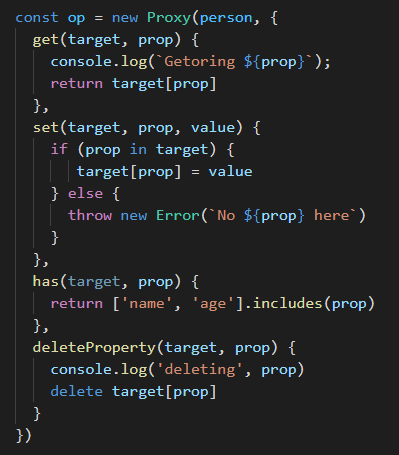 const op = new Proxy(person, {
  get(target, prop) {
    console.log(`Getoring ${prop}`);
    return target[prop]
  },
  set(target, prop, value) {
    if (prop in target) {
       target[prop] = value
    } else {
      throw new Error(`No ${prop} here`)
    }
  },
  has(target, prop) {
    return ['name', 'age'].includes(prop)
  },
  deleteProperty(target, prop) {
    console.log('deleting', prop)
    delete target[prop]
  }
})